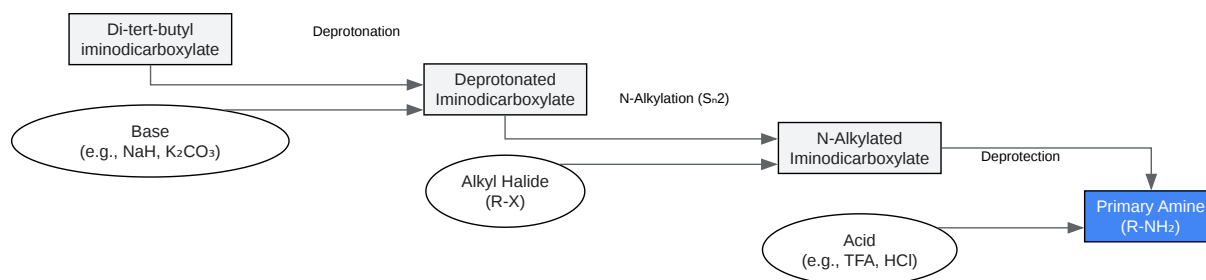 Di-tert-butyl
iminodicarboxylate
Deprotonation
Base
(e.g., NaH, K₂CO₃)
Deprotonated
Iminodicarboxylate
N-Alkylation (Sₙ2)
Alkyl Halide
(R-X)
N-Alkylated
Iminodicarboxylate
Deprotection
Acid
(e.g., TFA, HCl)
Primary Amine
(R-NH₂)